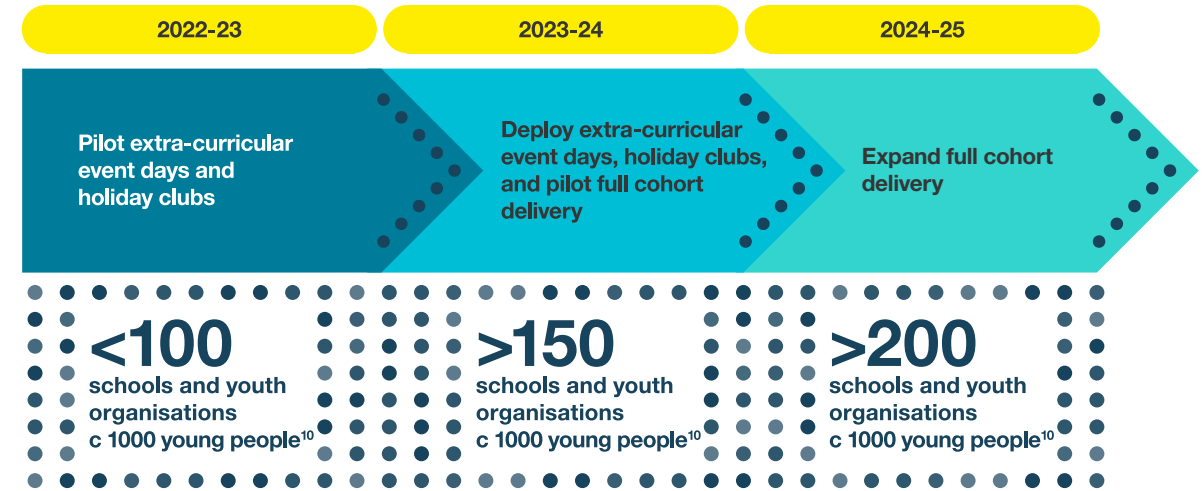 2022-23
2023-24
2024-25
Pilot extra-curricular
event days and
holiday clubs
Deploy extra-curricular
event days, holiday clubs,
and pilot full cohort
delivery
Expand full cohort
delivery
<100
schools and youth
organisations
c 1000 young people¹⁰
>150
schools and youth
organisations
c 1000 young people¹⁰
>200
schools and youth
organisations
c 1000 young people¹⁰